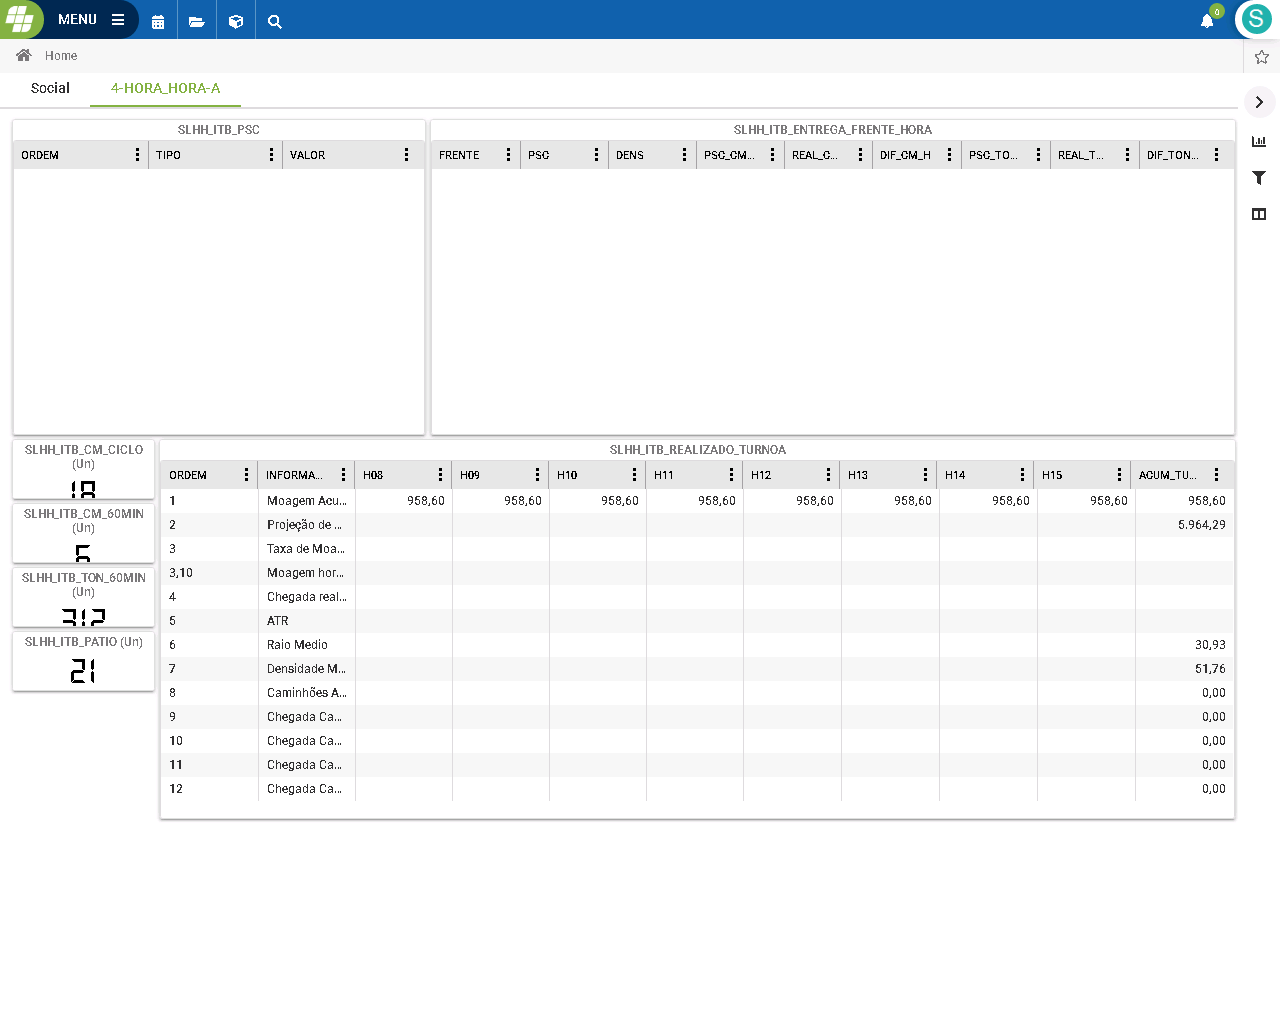 MENU
0
S
Home
Social 4-HORA_HORA-A
SLHH_ITB_PSC
ORDEM TIPO VALOR
SLHH_ITB_ENTREGA_FRENTE_HORA
FRENTE PSC DENS PSC_CM... REAL_C... DIF_CM_H PSC_TO... REAL_T... DIF_TON...
SLHH_ITB_CM_CICLO
(Un)
18
SLHH_ITB_CM_60MIN
(Un)
6
SLHH_ITB_TON_60MIN
(Un)
312
SLHH_ITB_PATIO (Un)
21
SLHH_ITB_REALIZADO_TURNOA
ORDEM INFORMA... H08 H09 H10 H11 H12 H13 H14 H15 ACUM_TU...
1 Moagem Acu... 958,60 958,60 958,60 958,60 958,60 958,60 958,60 958,60 958,60
2 Projeção de ... 5.964,29
3 Taxa de Moa...
3,10 Moagem hor...
4 Chegada real...
5 ATR
6 Raio Medio 30,93
7 Densidade M... 51,76
8 Caminhões A... 0,00
9 Chegada Ca... 0,00
10 Chegada Ca... 0,00
11 Chegada Ca... 0,00
12 Chegada Ca... 0,00